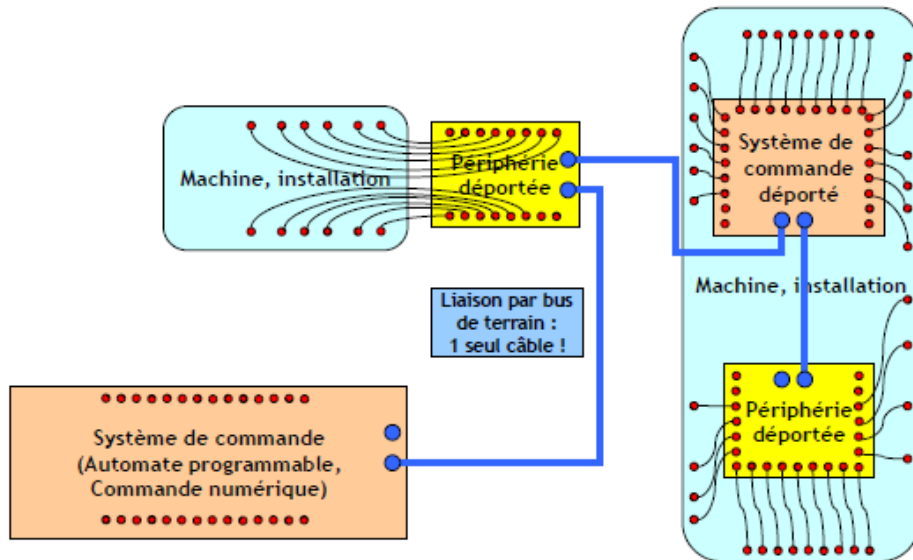 Machine, installation
Périphérie
déportée
Système de
commande
déporté
Machine, installation
Liaison par bus
de terrain :
1 seul câble !
Périphérie
déportée
Système de commande
(Automate programmable,
Commande numérique)